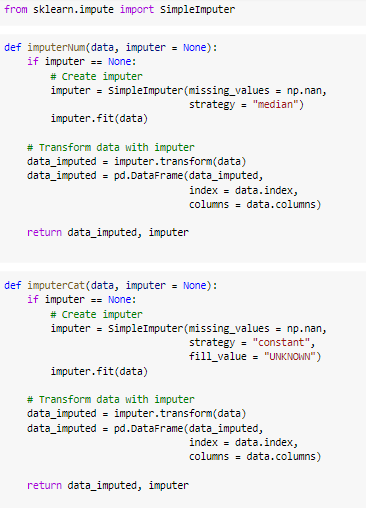 from sklearn.impute import SimpleImputer
def imputerNum(data, imputer = None):
    if imputer == None:
        # Create imputer
        imputer = SimpleImputer(missing_values = np.nan,
                                strategy = "median")
        imputer.fit(data)
    # Transform data with imputer
    data_imputed = imputer.transform(data)
    data_imputed = pd.DataFrame(data_imputed,
                                index = data.index,
                                columns = data.columns)
    return data_imputed, imputer
def imputerCat(data, imputer = None):
    if imputer == None:
        # Create imputer
        imputer = SimpleImputer(missing_values = np.nan,
                                strategy = "constant",
                                fill_value = "UNKNOWN")
        imputer.fit(data)
    # Transform data with imputer
    data_imputed = imputer.transform(data)
    data_imputed = pd.DataFrame(data_imputed,
                                index = data.index,
                                columns = data.columns)
    return data_imputed, imputer